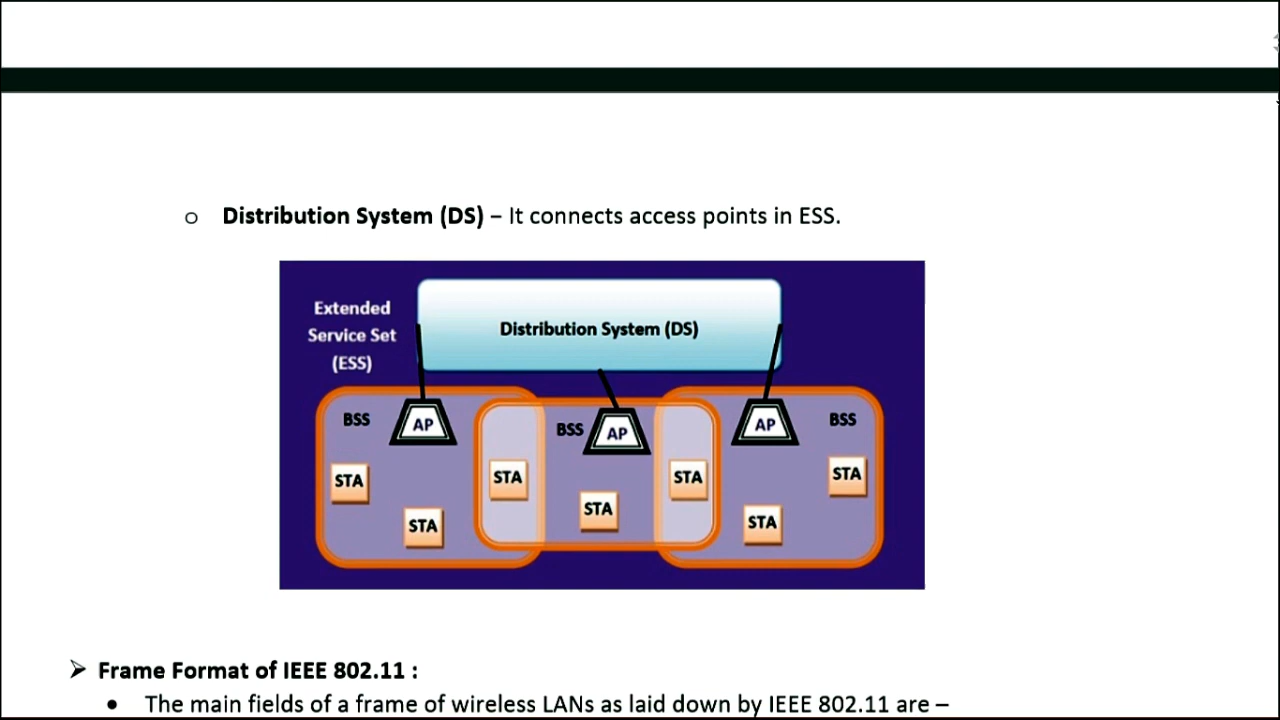 o Distribution System (DS) – It connects access points in ESS.
Extended
Service Set
(ESS)
Distribution System (DS)
BSS
AP
BSS
AP
AP
BSS
STA
STA
STA
STA
STA
STA
STA
➢ Frame Format of IEEE 802.11 :
• The main fields of a frame of wireless LANs as laid down by IEEE 802.11 are –